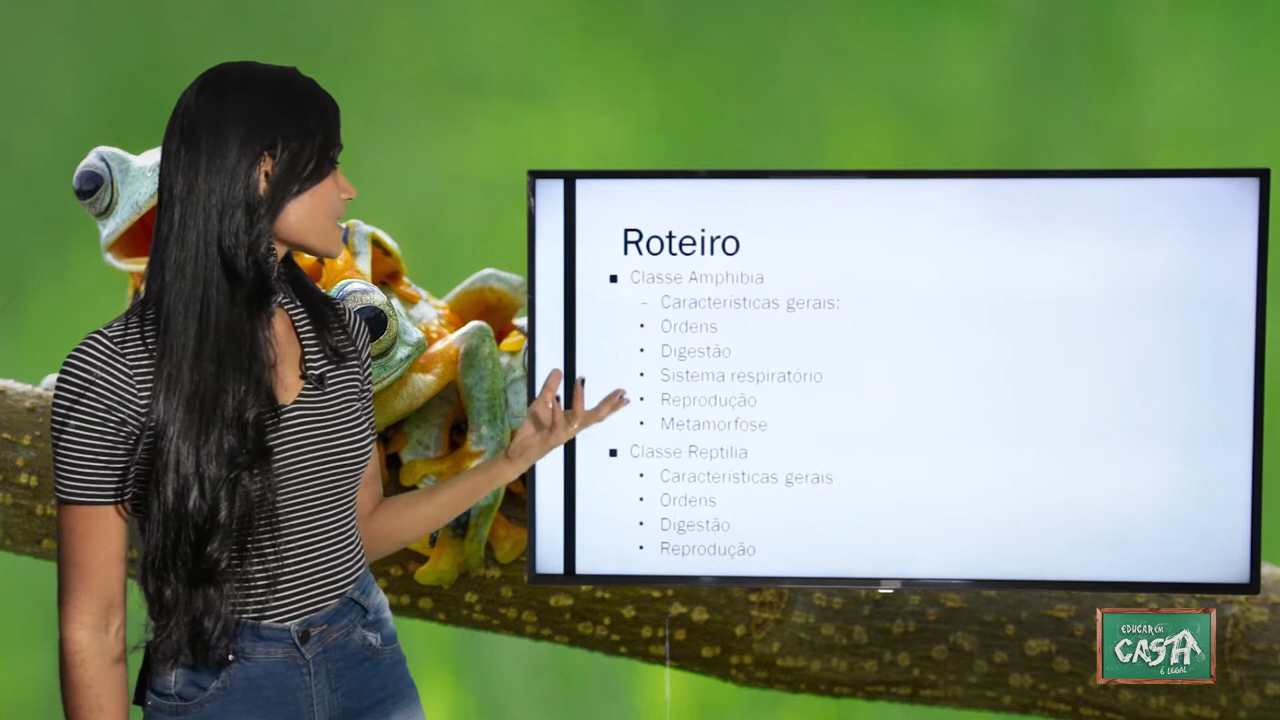 Roteiro
■ Classe Amphibia
– Características gerais:
• Ordens
• Digestão
• Sistema respiratório
• Reprodução
• Metamorfose
■ Classe Reptilia
• Características gerais
• Ordens
• Digestão
• Reprodução
EDUCAR EM
CASA
É LEGAL